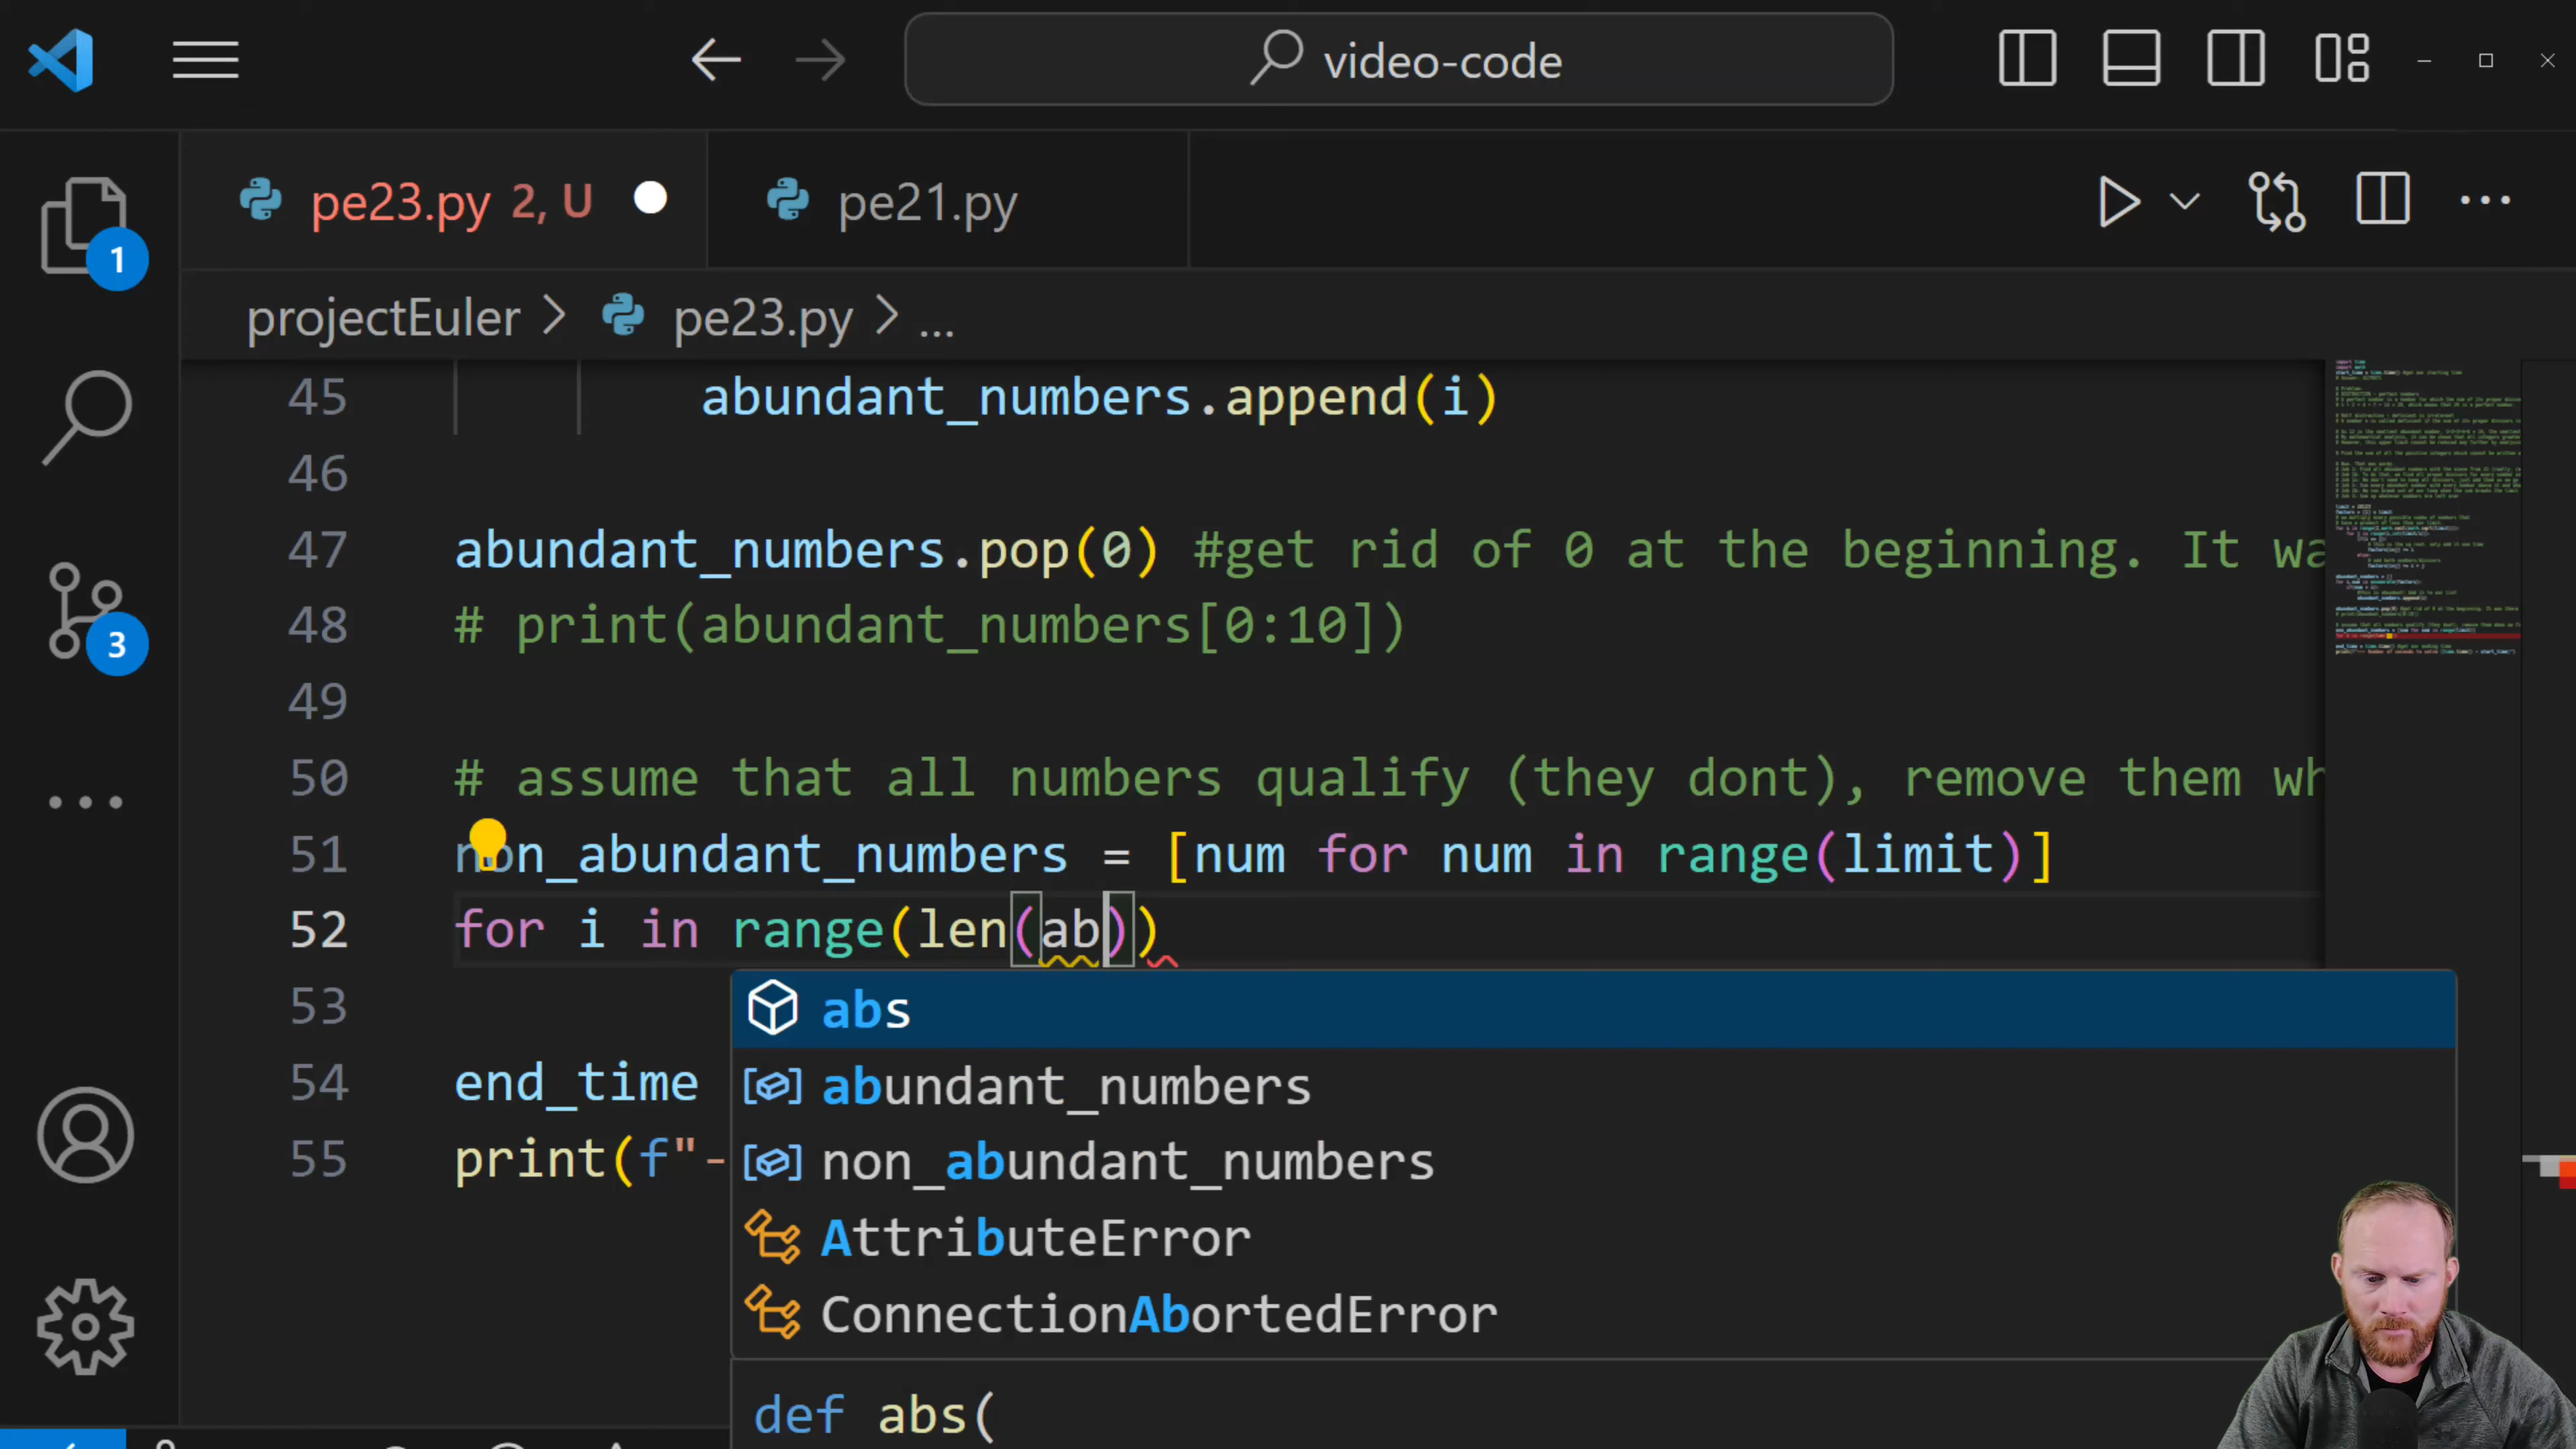 video-code
1
pe23.py 2, U
pe21.py
projectEuler > pe23.py > ...
45 abundant_numbers.append(i)
46
47 abundant_numbers.pop(0) #get rid of 0 at the beginning. It wa
48 # print(abundant_numbers[0:10])
49
50 # assume that all numbers qualify (they dont), remove them wh
51 non_abundant_numbers = [num for num in range(limit)]
52 for i in range(len(ab))
53
54 end_time
55 print(f"-
3
abs
abundant_numbers
non_abundant_numbers
AttributeError
ConnectionAbortedError
def abs(